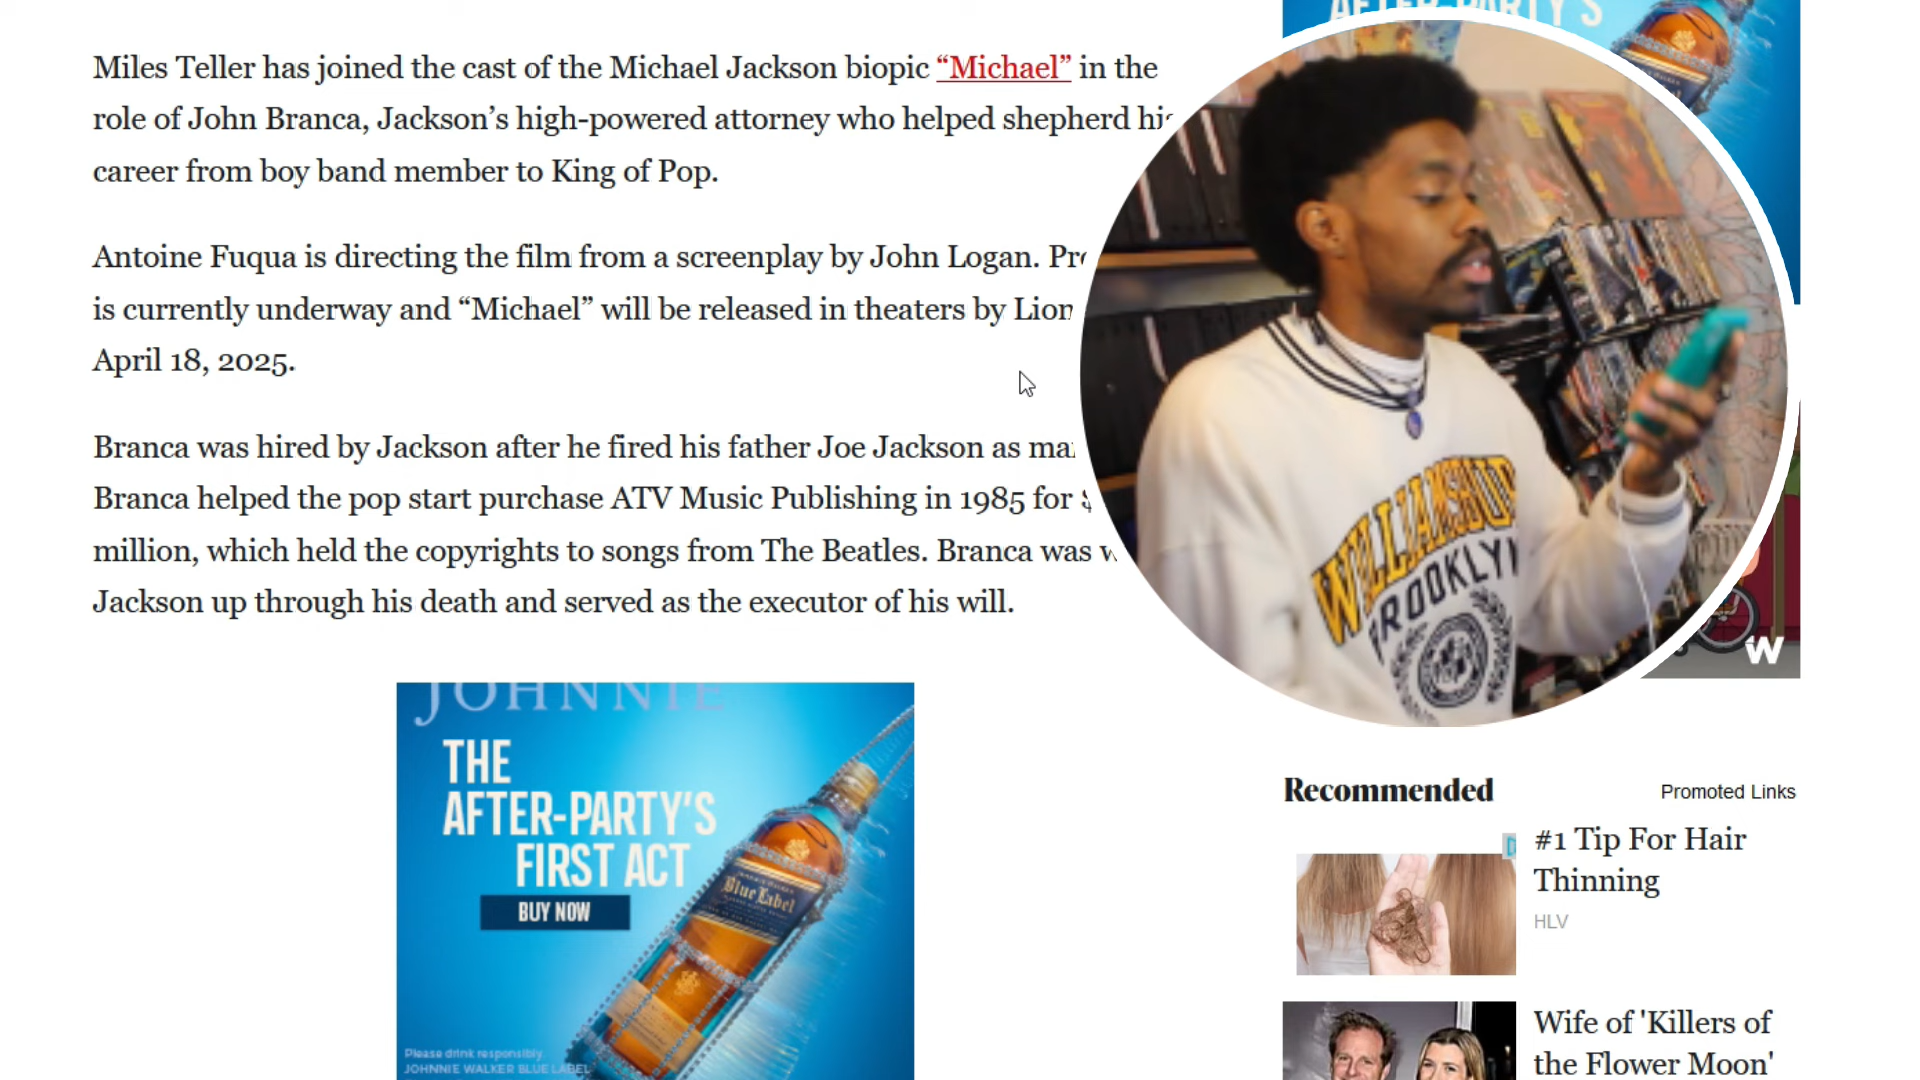 Miles Teller has joined the cast of the Michael Jackson biopic “Michael” in the
role of John Branca, Jackson’s high-powered attorney who helped shepherd his
career from boy band member to King of Pop.
Antoine Fuqua is directing the film from a screenplay by John Logan.
is currently underway and “Michael” will be released in theaters by
April 18, 2025.
Branca was hired by Jackson after he fired his father Joe Jackson as
Branca helped the pop start purchase ATV Music Publishing in 1985 for
million, which held the copyrights to songs from The Beatles. Branca was
Jackson up through his death and served as the executor of his will.
AFTER-PARTY'S
WILLIAMSBURG
BROOKLYN
W
JOHNNIE
THE
AFTER-PARTY'S
FIRST ACT
BUY NOW
Blue Label
Please drink responsibly.
JOHNNIE WALKER BLUE LABEL
Recommended
Promoted Links
#1 Tip For Hair
Thinning
HLV
Wife of 'Killers of
the Flower Moon'